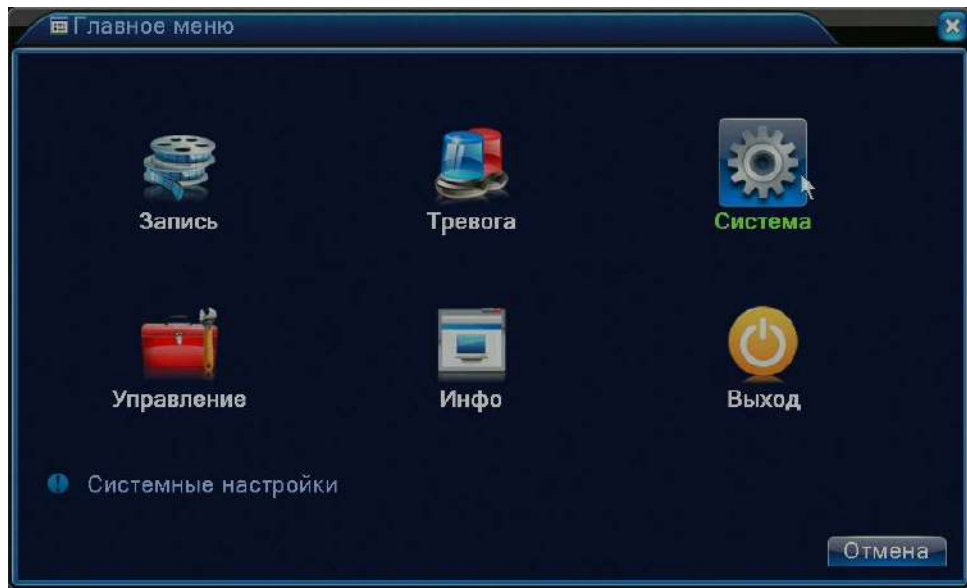 Главное меню
Запись
Тревога
Система
Управление
Инфо
Выход
Системные настройки
Отмена